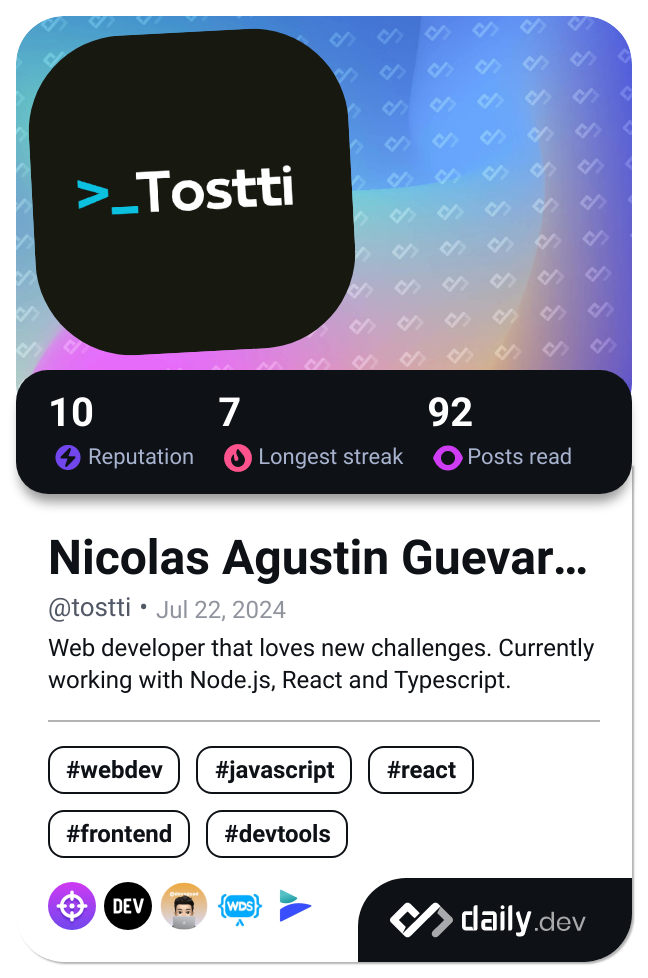 >_Tostti
10 7 92
Reputation Longest streak Posts read
Nicolas Agustin Guevar...
@tostti • Jul 22, 2024
Web developer that loves new challenges. Currently
working with Node.js, React and Typescript.
#webdev #javascript #react
#frontend #devtools
DEV WDS
daily.dev